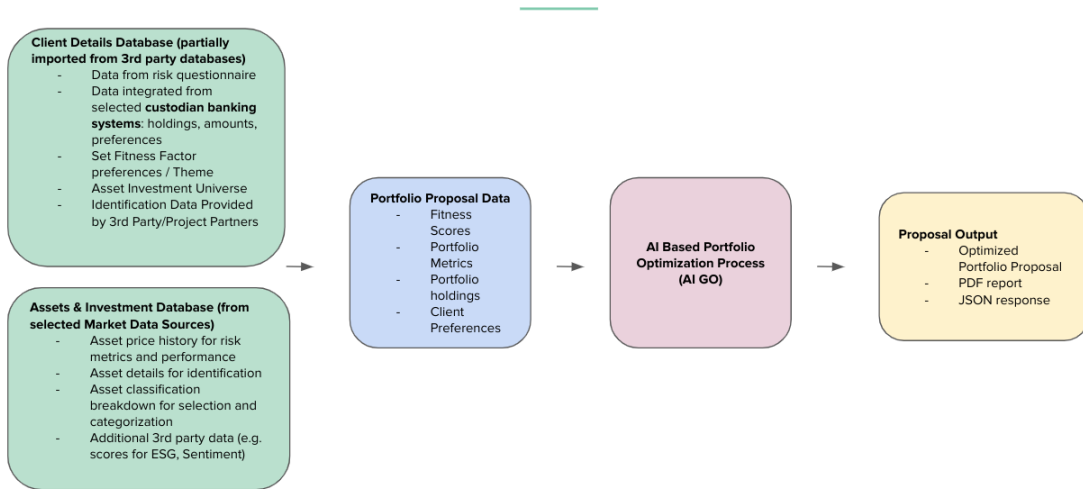 Client Details Database (partially
imported from 3rd party databases)
- Data from risk questionnaire
- Data integrated from
selected custodian banking
systems: holdings, amounts,
preferences
- Set Fitness Factor
preferences / Theme
- Asset Investment Universe
- Identification Data Provided
by 3rd Party/Project Partners
Assets & Investment Database (from
selected Market Data Sources)
- Asset price history for risk
metrics and performance
- Asset details for identification
- Asset classification
breakdown for selection and
categorization
- Additional 3rd party data (e.g.
scores for ESG, Sentiment)
Portfolio Proposal Data
- Fitness
Scores
- Portfolio
Metrics
- Portfolio
holdings
- Client
Preferences
AI Based Portfolio
Optimization Process
(AI GO)
Proposal Output
- Optimized
Portfolio Proposal
- PDF report
- JSON response